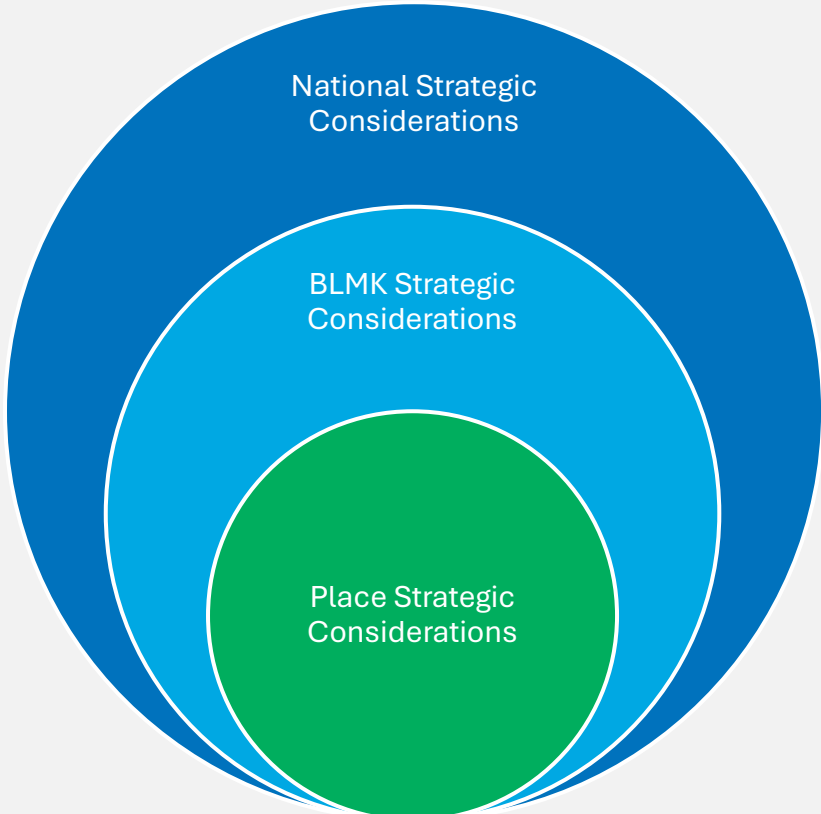 National Strategic
Considerations
BLMK Strategic
Considerations
Place Strategic
Considerations